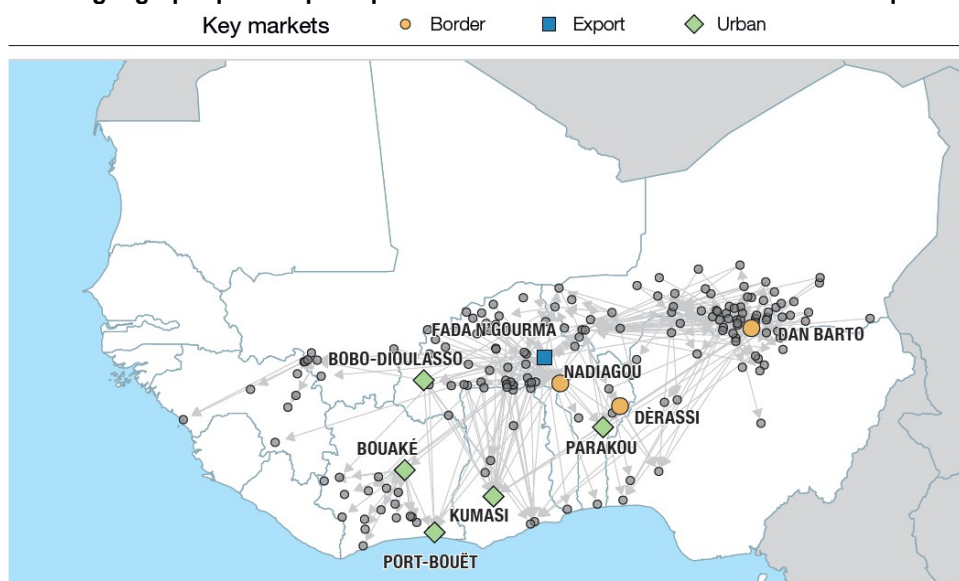 Key markets Border Export Urban
FADA N'GOURMA
DAN BARTO
BOBO-DIOULASSO
NADIAGOU
DÈRASSI
PARAKOU
BOUAKÉ
KUMASI
PORT-BOUËT